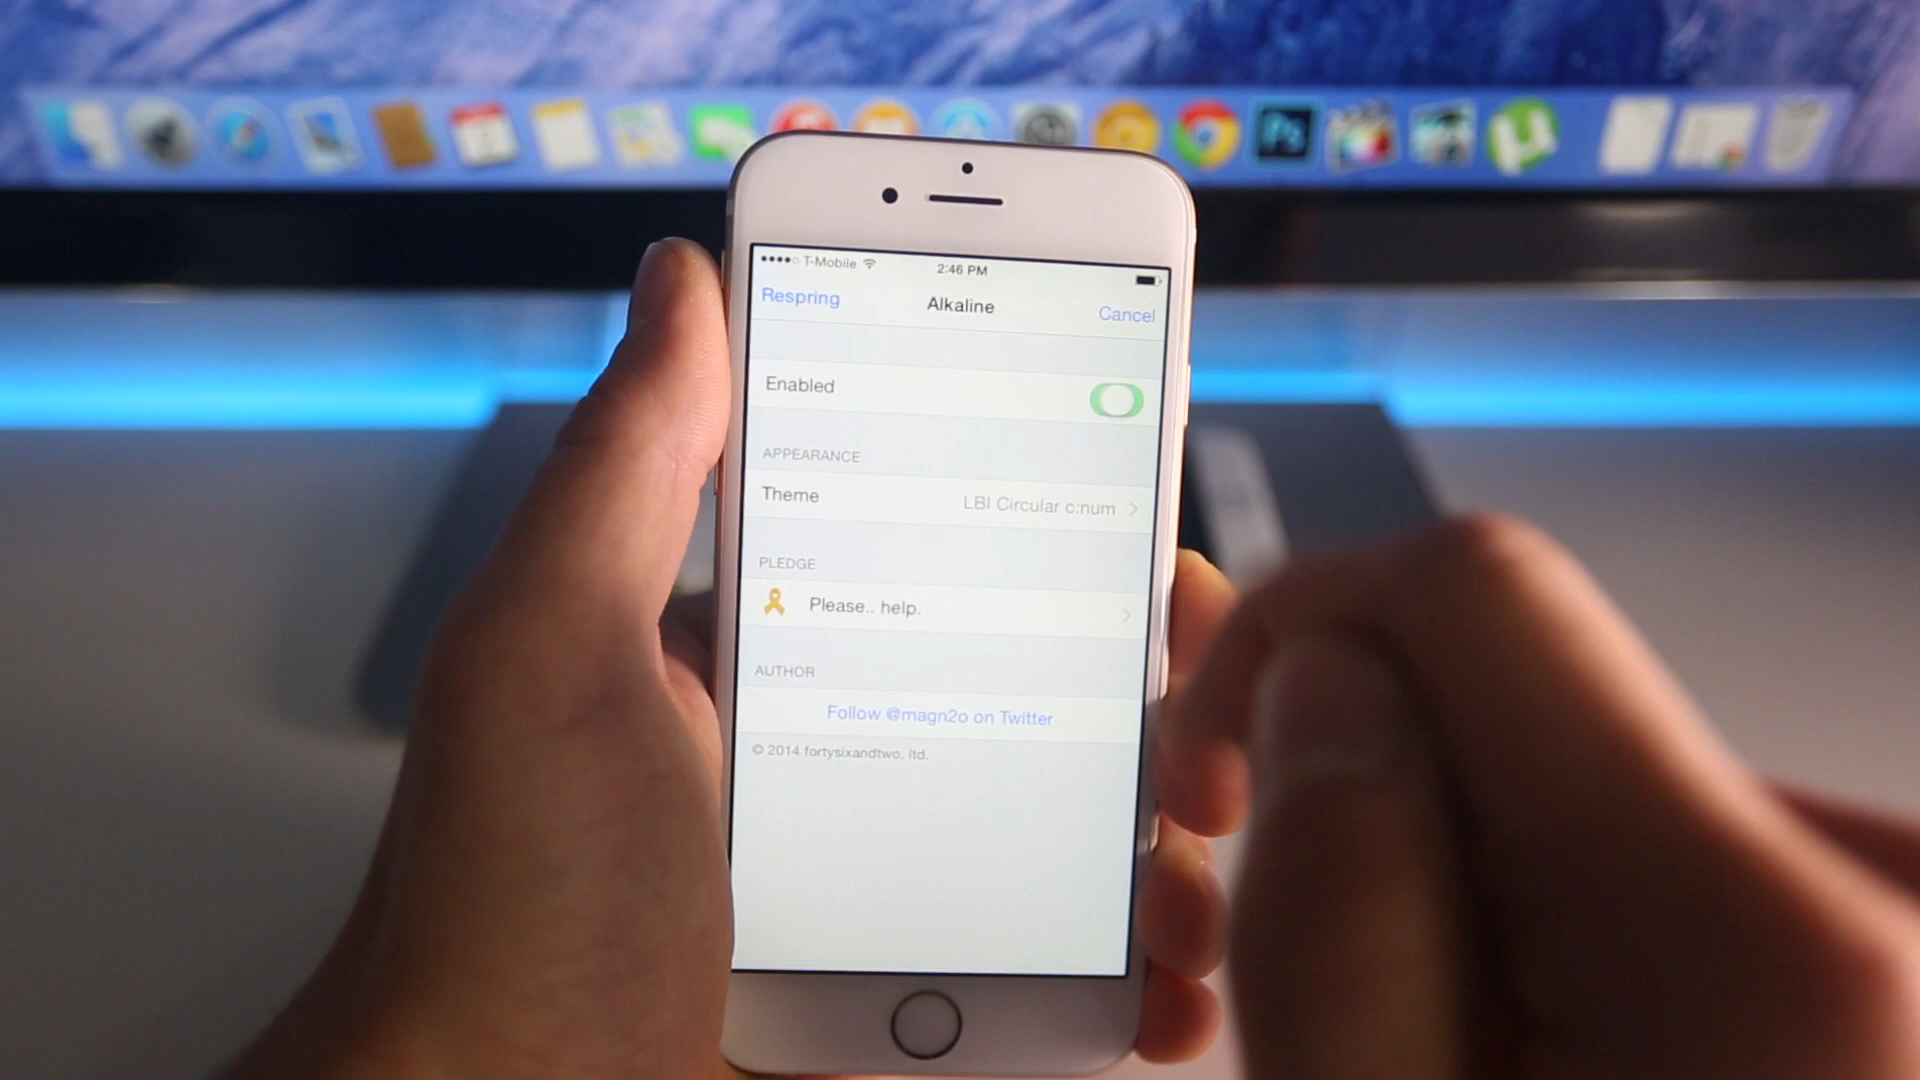 T-Mobile
2:46 PM
Respring
Alkaline
Cancel
Enabled
APPEARANCE
Theme
LBI Circular c:num
PLEDGE
Please.. help.
AUTHOR
Follow @magn2o on Twitter
© 2014 fortysixandtwo, ltd.
Ps